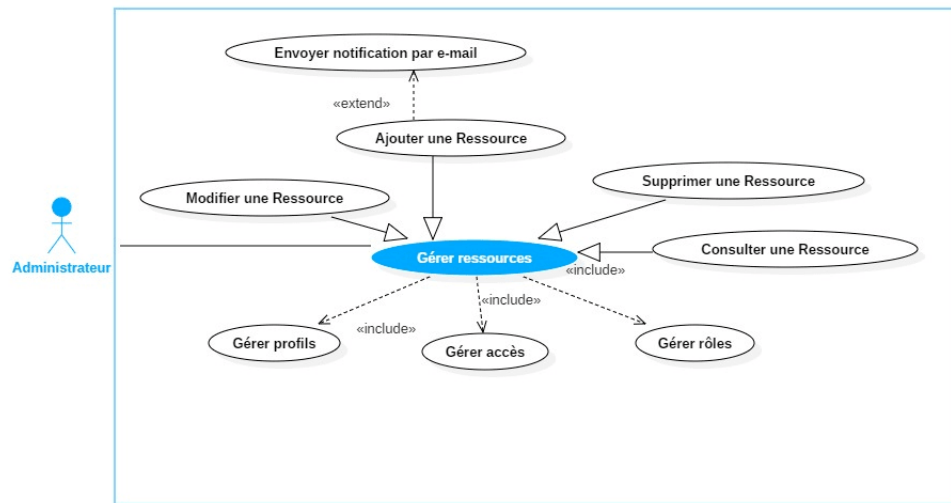 Envoyer notification par e-mail
«extend»
Ajouter une Ressource
Modifier une Ressource
Supprimer une Ressource
Administrateur
Gérer ressources
Consulter une Ressource
«include»
«include»
«include»
Gérer profils
Gérer accès
Gérer rôles